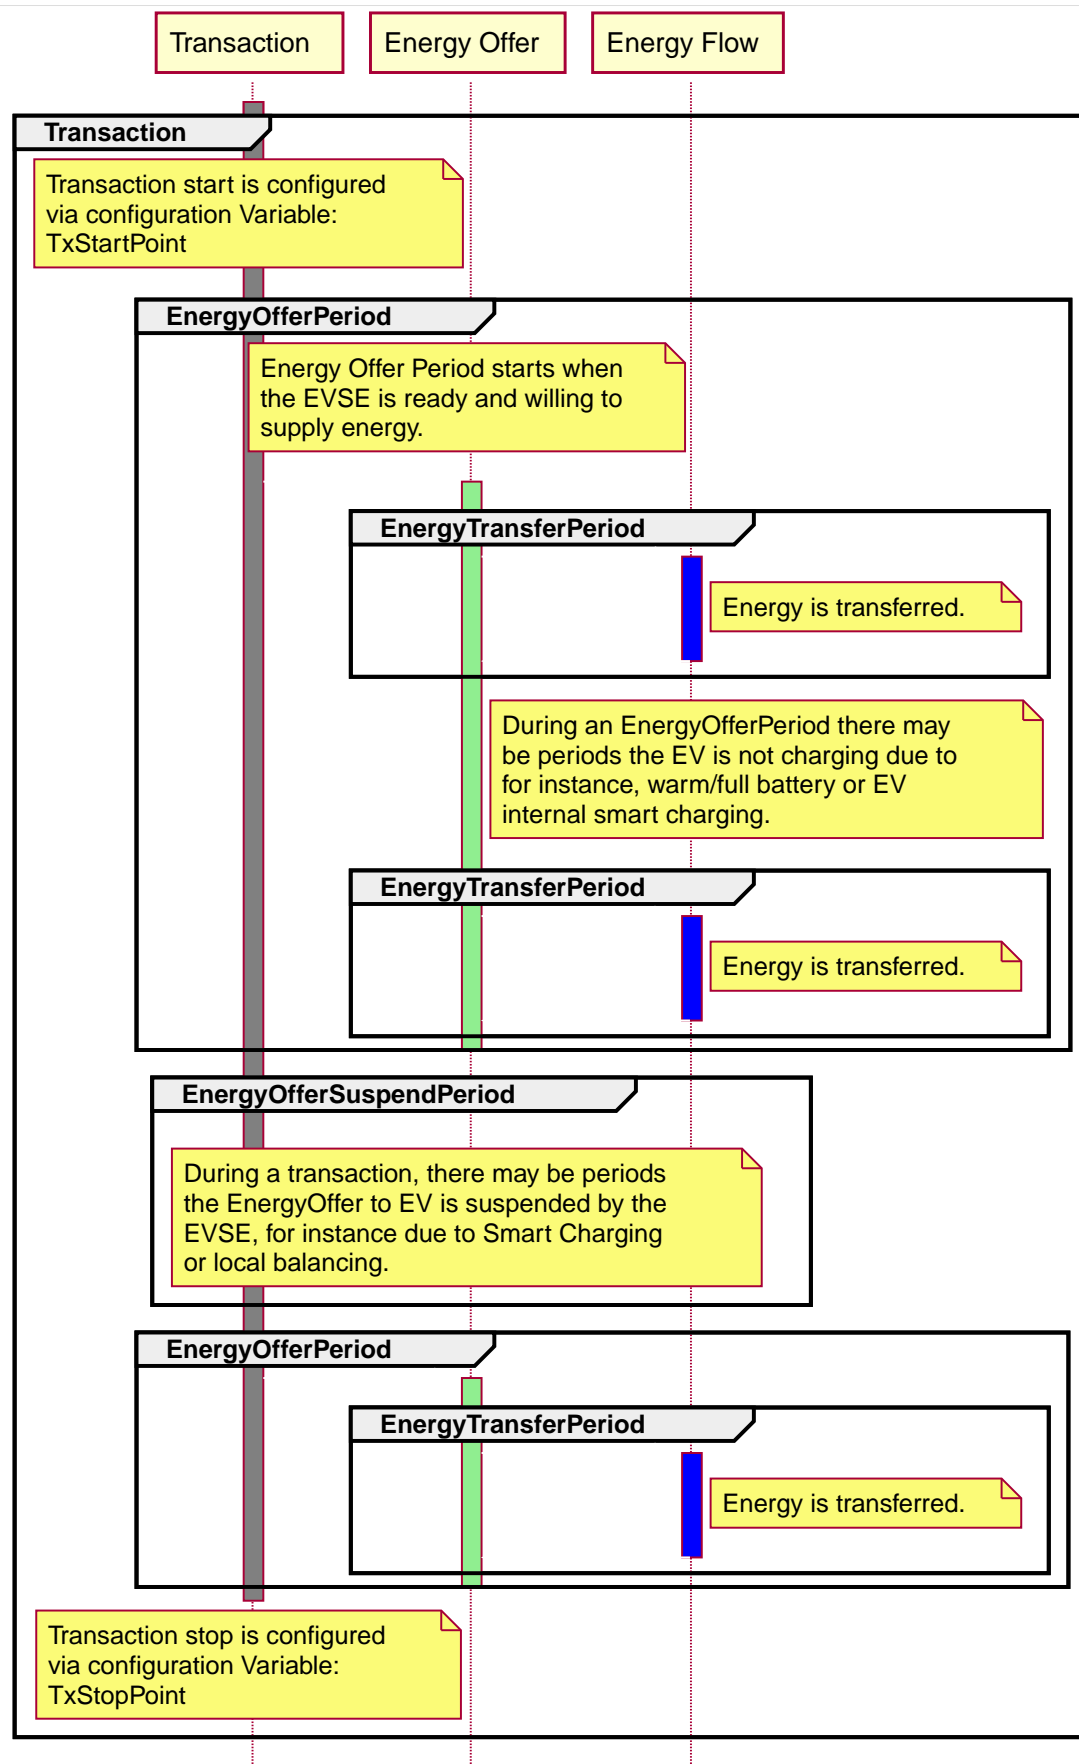 Transaction
Energy Offer
Energy Flow
Transaction
Transaction start is configured
via configuration Variable:
TxStartPoint
EnergyOfferPeriod
Energy Offer Period starts when
the EVSE is ready and willing to
supply energy.
EnergyTransferPeriod
Energy is transferred.
During an EnergyOfferPeriod there may
be periods the EV is not charging due to
for instance, warm/full battery or EV
internal smart charging.
EnergyTransferPeriod
Energy is transferred.
EnergyOfferSuspendPeriod
During a transaction, there may be periods
the EnergyOffer to EV is suspended by the
EVSE, for instance due to Smart Charging
or local balancing.
EnergyOfferPeriod
EnergyTransferPeriod
Energy is transferred.
Transaction stop is configured
via configuration Variable:
TxStopPoint